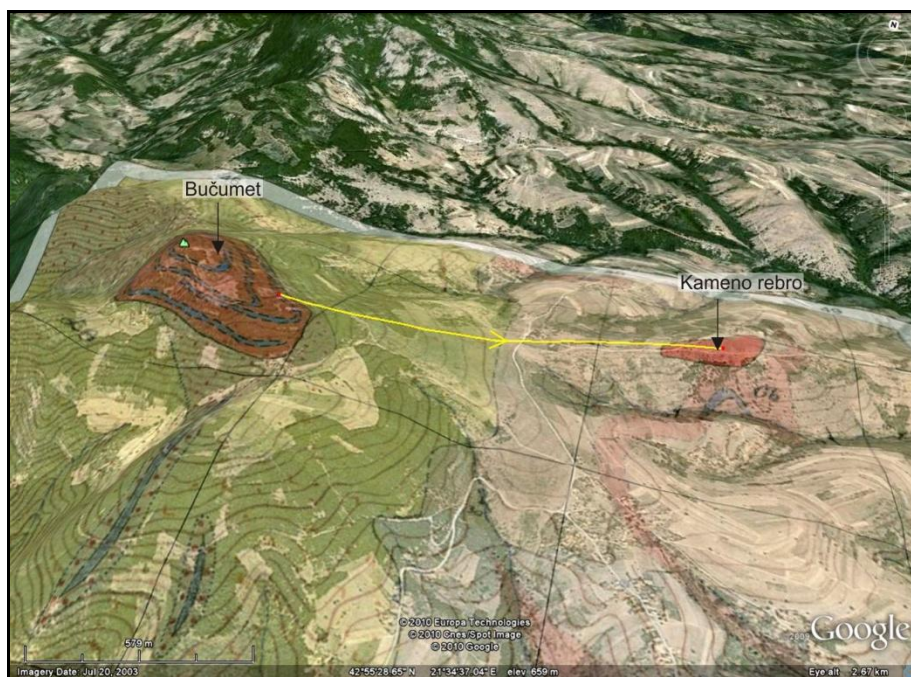 N
Bučumet
Kameno rebro
© 2010 Europa Technologies
© 2010 Cnes/Spot Image
© 2010 Google
©2009 Google
579 m
Imagery Date: Jul 20, 2003 42°55'28.65" N 21°34'37.04" E elev 659 m Eye alt 2.67 km